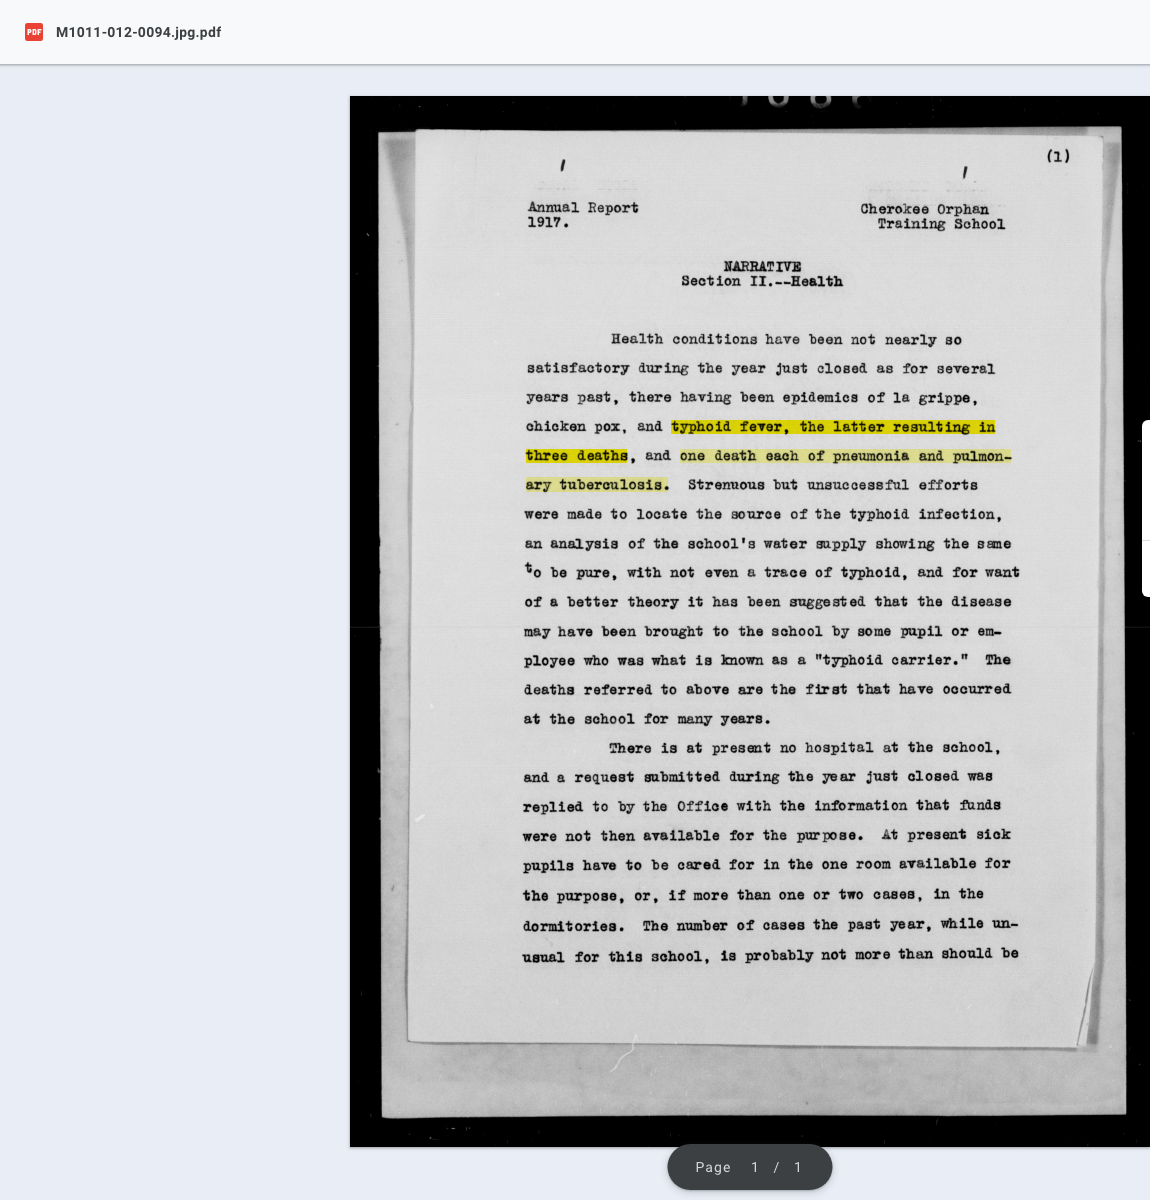 PDF M1011-012-0094.jpg.pdf
(1)
Annual Report
1917.
Cherokee Orphan
Training School
NARRATIVE
Section II.--Health
Health conditions have been not nearly so
satisfactory during the year just closed as for several
years past, there having been epidemics of la grippe,
chicken pox, and typhoid fever, the latter resulting in
three deaths, and one death each of pneumonia and pulmon-
ary tuberculosis. Strenuous but unsuccessful efforts
were made to locate the source of the typhoid infection,
an analysis of the school's water supply showing the same
to be pure, with not even a trace of typhoid, and for want
of a better theory it has been suggested that the disease
may have been brought to the school by some pupil or em-
ployee who was what is known as a "typhoid carrier." The
deaths referred to above are the first that have occurred
at the school for many years.
There is at present no hospital at the school,
and a request submitted during the year just closed was
replied to by the Office with the information that funds
were not then available for the purpose. At present sick
pupils have to be cared for in the one room available for
the purpose, or, if more than one or two cases, in the
dormitories. The number of cases the past year, while un-
usual for this school, is probably not more than should be
Page 1 / 1